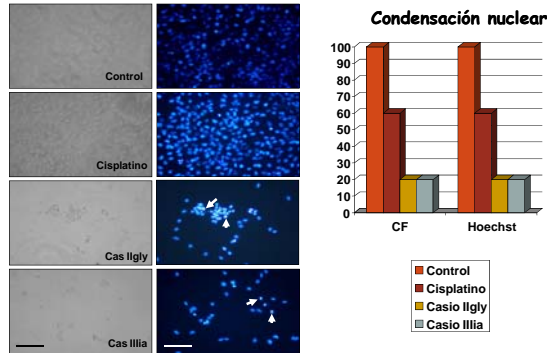 Condensación nuclear
Control
Cisplatino
Cas IIgly
Cas IIIia
100
90
80
70
60
50
40
30
20
10
0
CF
Hoechst
Control
Cisplatino
Casio IIgly
Casio IIIia